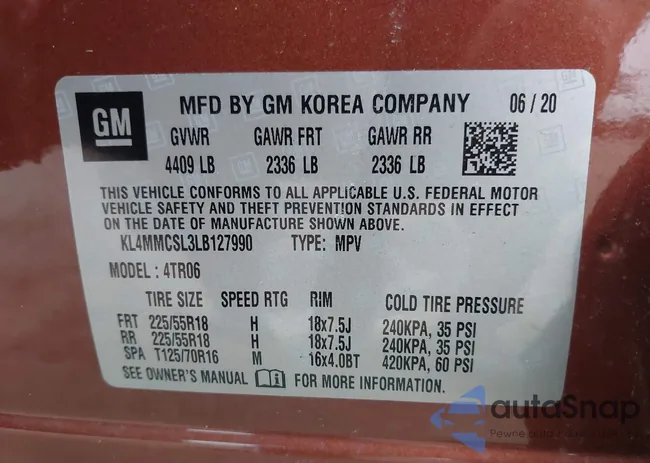 GM
MFD BY GM KOREA COMPANY 06 / 20
GVWR GAWR FRT GAWR RR
4409 LB 2336 LB 2336 LB
THIS VEHICLE CONFORMS TO ALL APPLICABLE U.S. FEDERAL MOTOR
VEHICLE SAFETY AND THEFT PREVENTION STANDARDS IN EFFECT
ON THE DATE OF MANUFACTURE SHOWN ABOVE.
KL4MMCSL3LB127990 TYPE: MPV
MODEL : 4TR06
TIRE SIZE SPEED RTG RIM COLD TIRE PRESSURE
FRT 225/55R18 H 18x7.5J 240KPA, 35 PSI
RR 225/55R18 H 18x7.5J 240KPA, 35 PSI
SPA T125/70R16 M 16x4.0BT 420KPA, 60 PSI
SEE OWNER'S MANUAL FOR MORE INFORMATION.
autaSnap